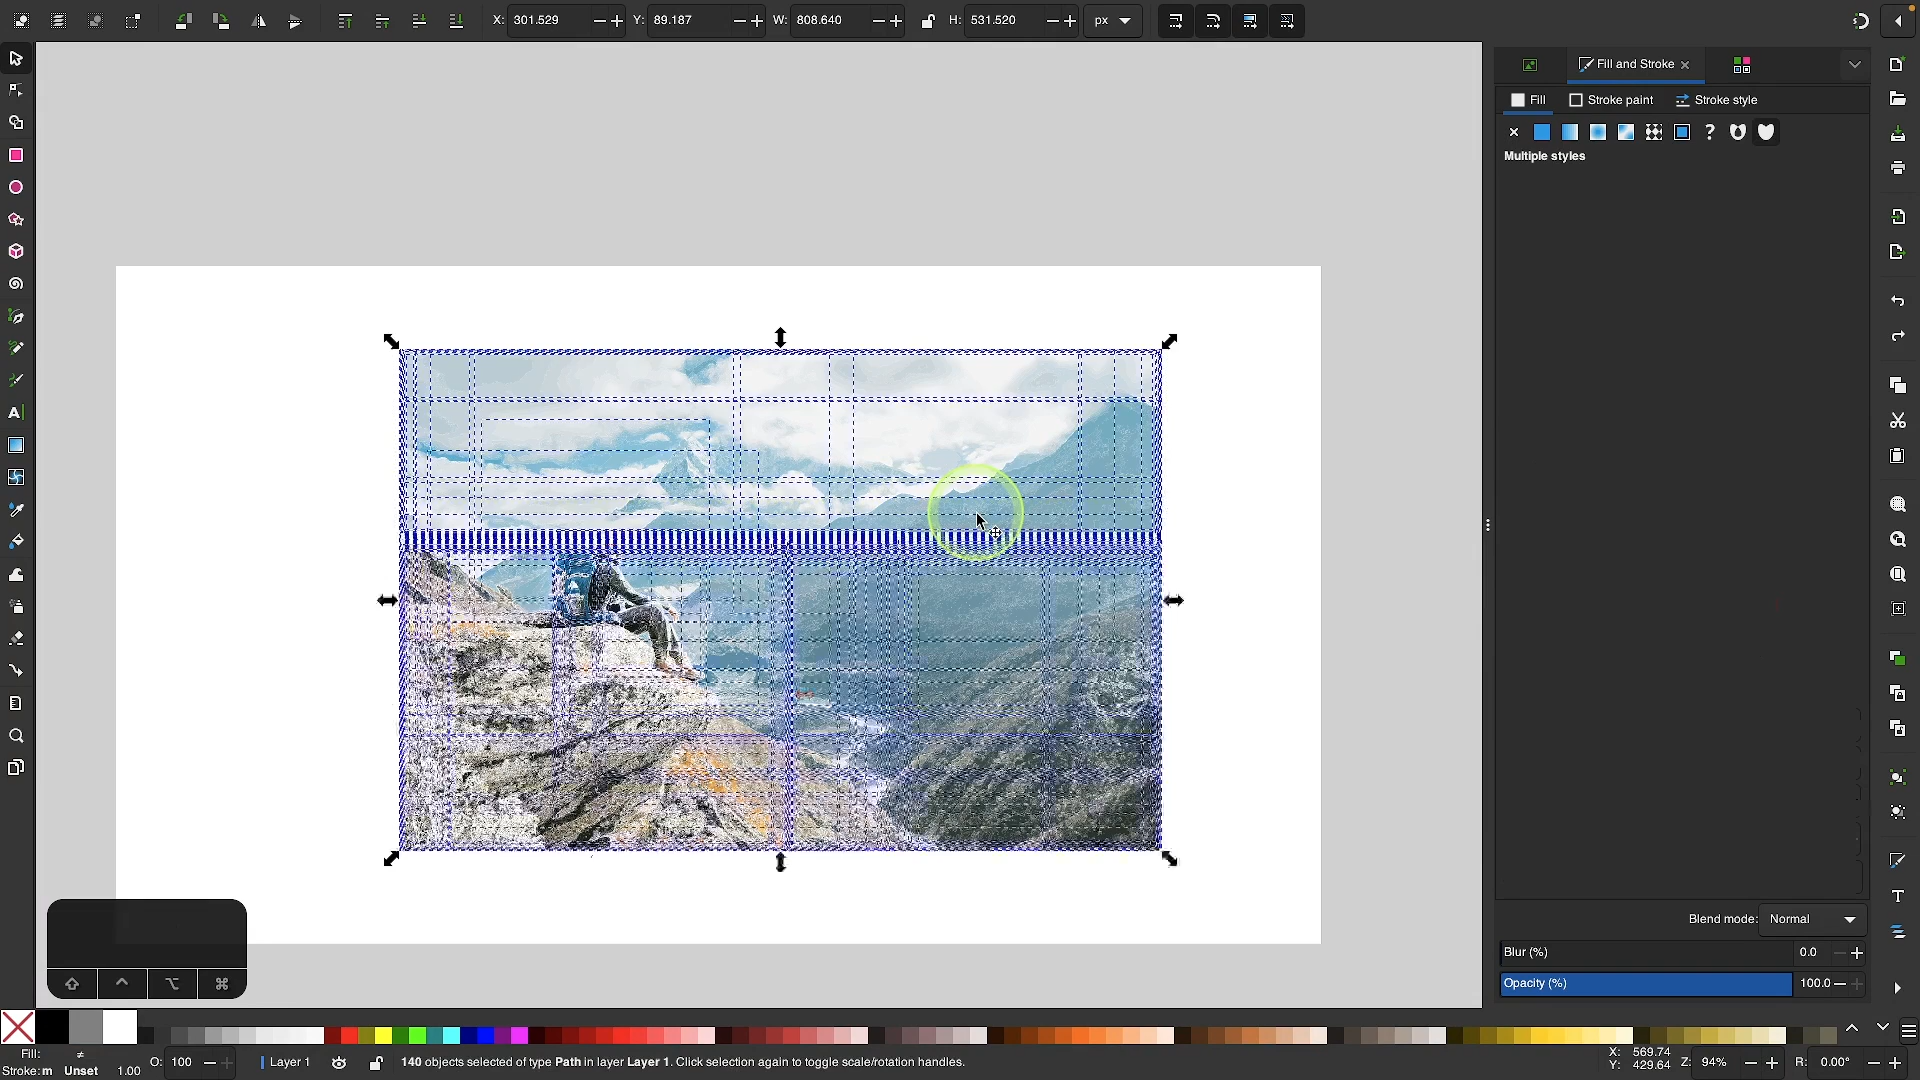 X: 301.529 Y: 89.187 W: 808.640 H: 531.520 px
Fill and Stroke
Fill Stroke paint Stroke style
Multiple styles
Blend mode: Normal
Blur (%) 0.0
Opacity (%) 100.0
Fill: ≠
Stroke: m Unset 1.00
O: 100
Layer 1
140 objects selected of type Path in layer Layer 1. Click selection again to toggle scale/rotation handles.
X: 569.74
Y: 429.64
Z: 94%
R: 0.00°